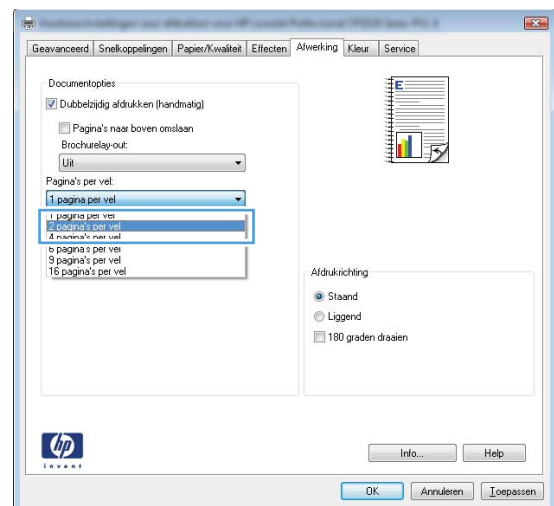 Geavanceerd Snelkoppelingen Papier/Kwaliteit Effecten Afwerking Kleur Service
Documentopties
Dubbelzijdig afdrukken (handmatig)
Pagina's naar boven omslaan
Brochurelay-out:
Uit
Pagina's per vel:
1 pagina per vel
1 pagina per vel
2 pagina's per vel
4 pagina's per vel
6 pagina's per vel
9 pagina's per vel
16 pagina's per vel
E
Afdrukrichting
Staand
Liggend
180 graden draaien
hp
invent
Info... Help
OK Annuleren Toepassen